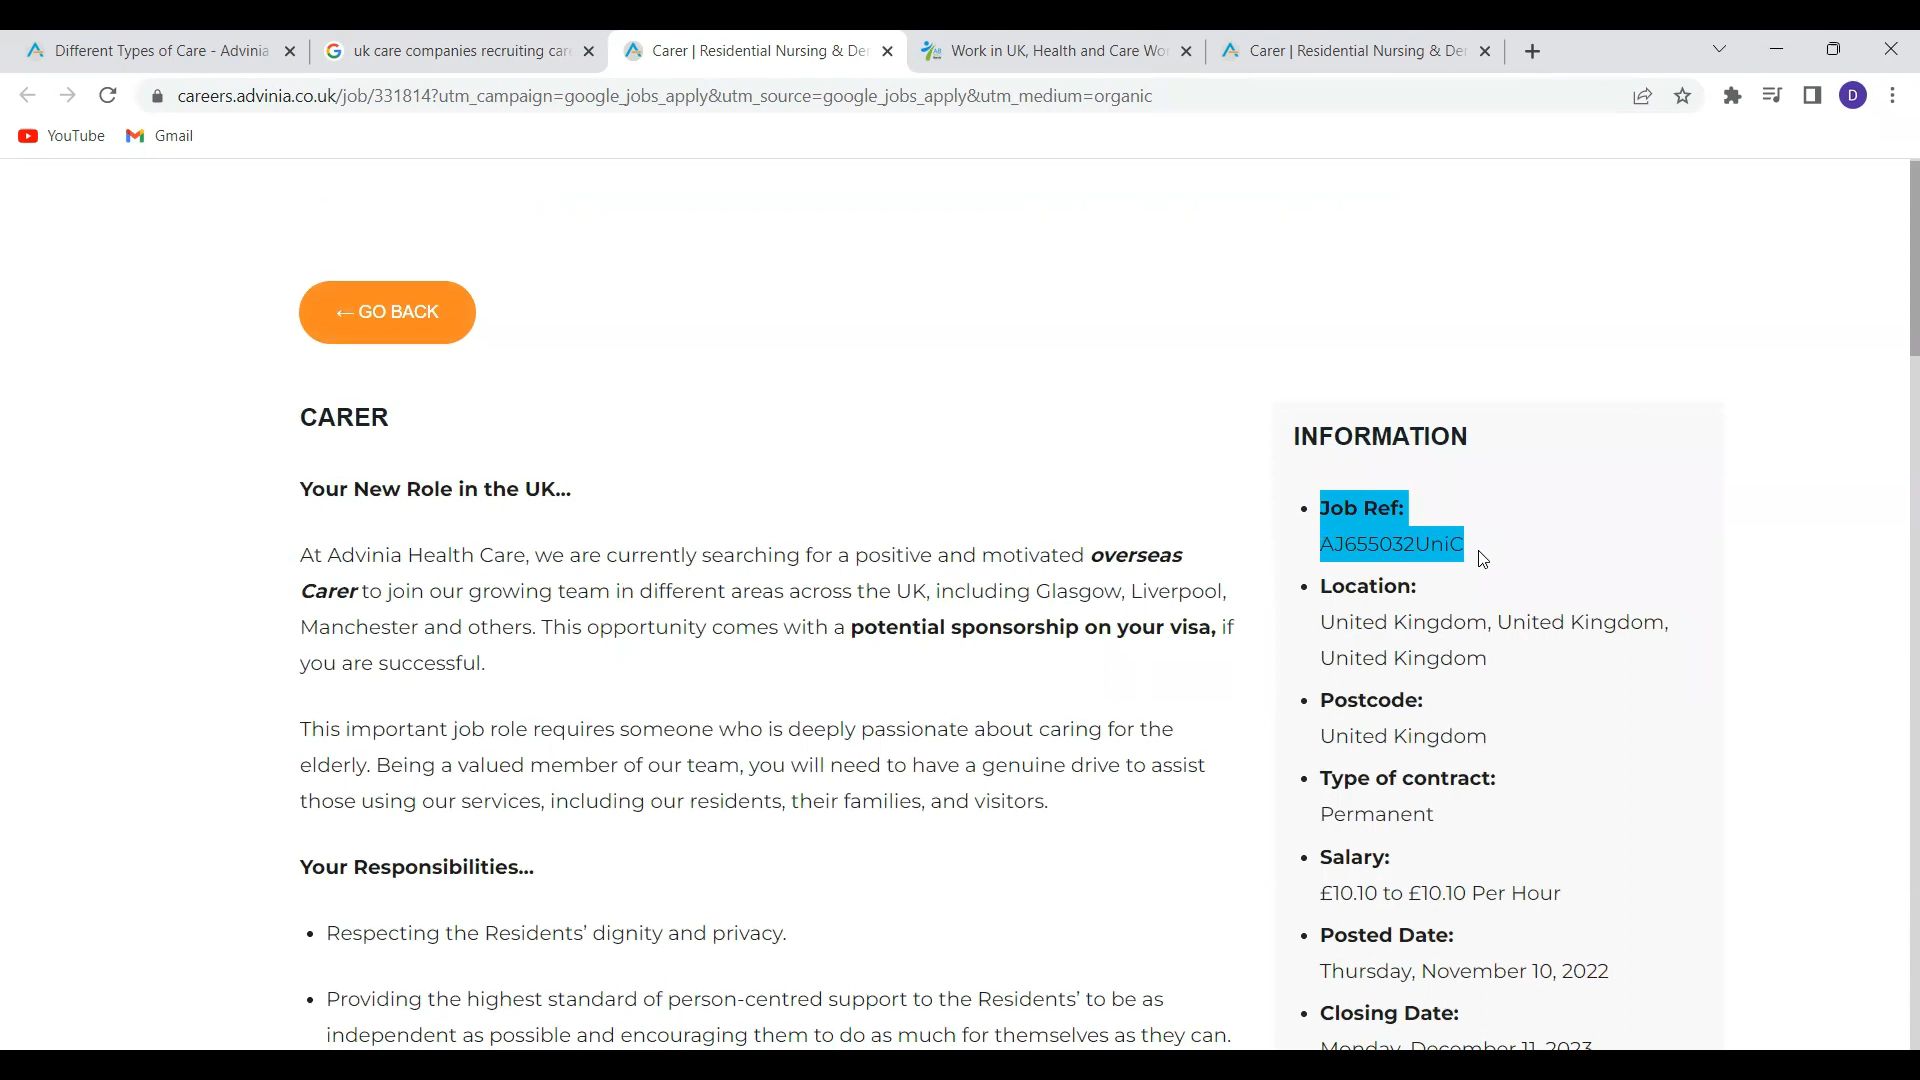 Different Types of Care - Advinia
uk care companies recruiting care
Carer | Residential Nursing & De
Work in UK, Health and Care Wo
Carer | Residential Nursing & De
careers.advinia.co.uk/job/331814?utm_campaign=google_jobs_apply&utm_source=google_jobs_apply&utm_medium=organic
D
YouTube
Gmail
← GO BACK
CARER
Your New Role in the UK...
At Advinia Health Care, we are currently searching for a positive and motivated overseas
Carer to join our growing team in different areas across the UK, including Glasgow, Liverpool,
Manchester and others. This opportunity comes with a potential sponsorship on your visa, if
you are successful.
This important job role requires someone who is deeply passionate about caring for the
elderly. Being a valued member of our team, you will need to have a genuine drive to assist
those using our services, including our residents, their families, and visitors.
Your Responsibilities...
• Respecting the Residents' dignity and privacy.
• Providing the highest standard of person-centred support to the Residents' to be as
independent as possible and encouraging them to do as much for themselves as they can.
INFORMATION
• Job Ref:
AJ655032UniC
• Location:
United Kingdom, United Kingdom,
United Kingdom
• Postcode:
United Kingdom
• Type of contract:
Permanent
• Salary:
£10.10 to £10.10 Per Hour
• Posted Date:
Thursday, November 10, 2022
• Closing Date:
Monday, December 11, 2023